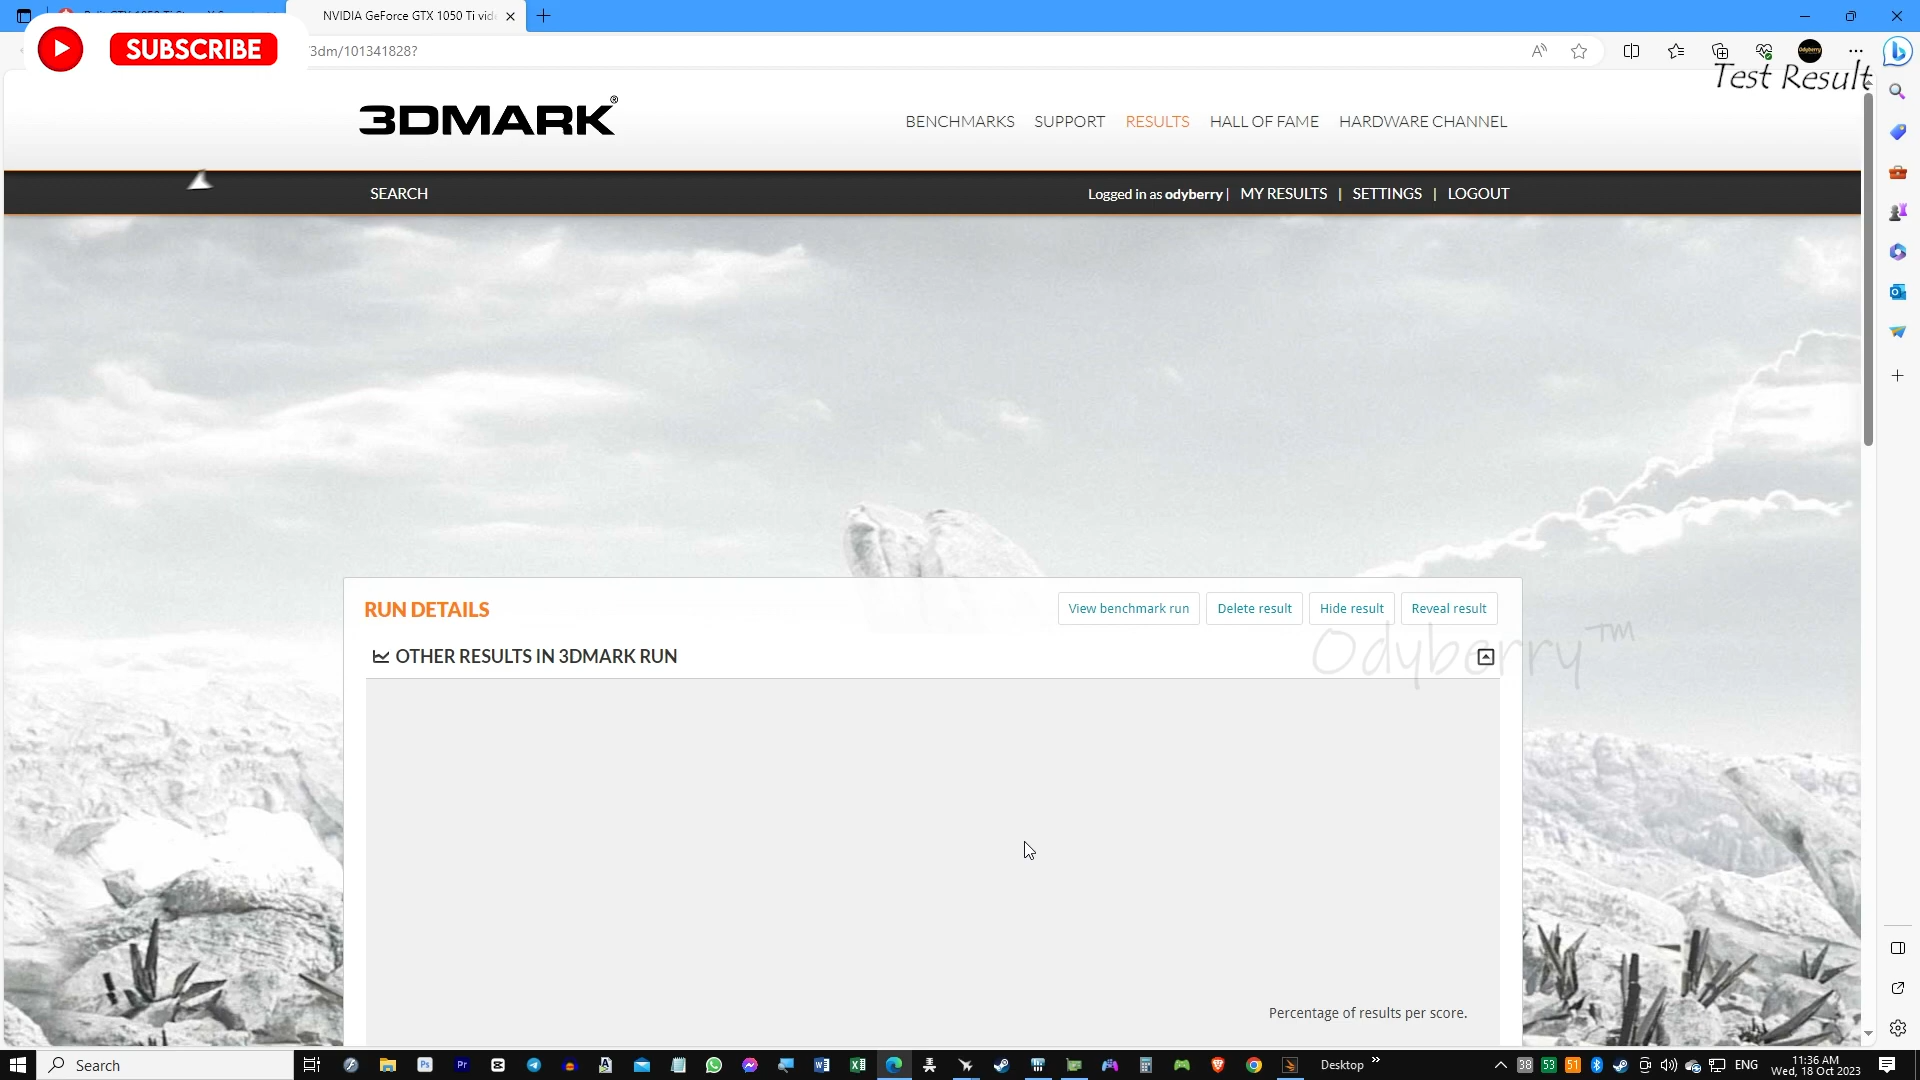 NVIDIA GeForce GTX 1050 Ti vid
SUBSCRIBE
3dm/101341828?
Test Result
3DMARK®
BENCHMARKS SUPPORT RESULTS HALL OF FAME HARDWARE CHANNEL
SEARCH
Logged in as odyberry | MY RESULTS | SETTINGS | LOGOUT
RUN DETAILS
View benchmark run Delete result Hide result Reveal result
OTHER RESULTS IN 3DMARK RUN
Odyberry™
Percentage of results per score.
Search
Desktop
38 53 51
ENG
11:36 AM
Wed, 18 Oct 2023